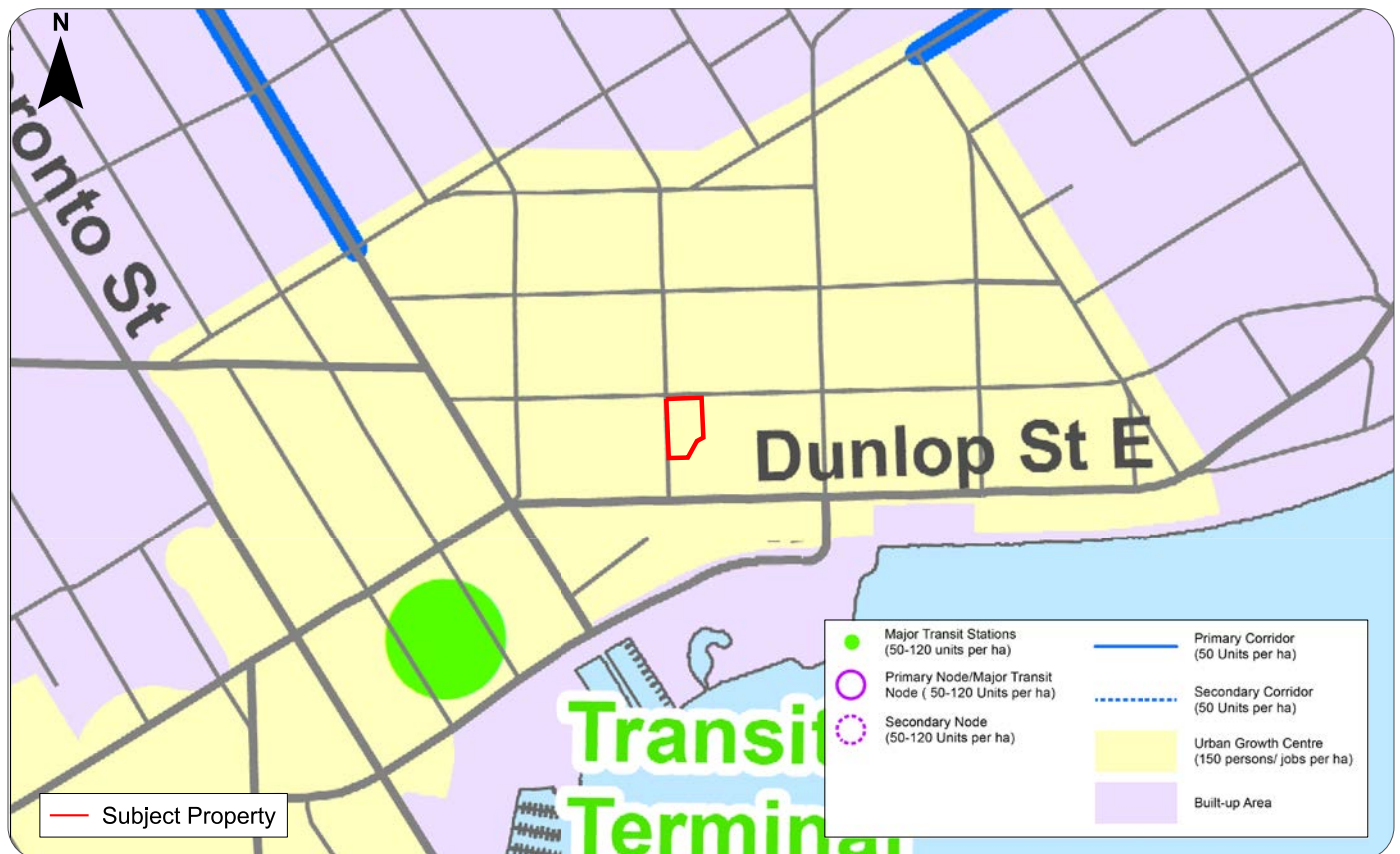 N
ronto St
Dunlop St E
Transit
Terminal
Subject Property
Major Transit Stations
(50-120 units per ha)
Primary Node/Major Transit
Node ( 50-120 Units per ha)
Secondary Node
(50-120 Units per ha)
Primary Corridor
(50 Units per ha)
Secondary Corridor
(50 Units per ha)
Urban Growth Centre
(150 persons/ jobs per ha)
Built-up Area